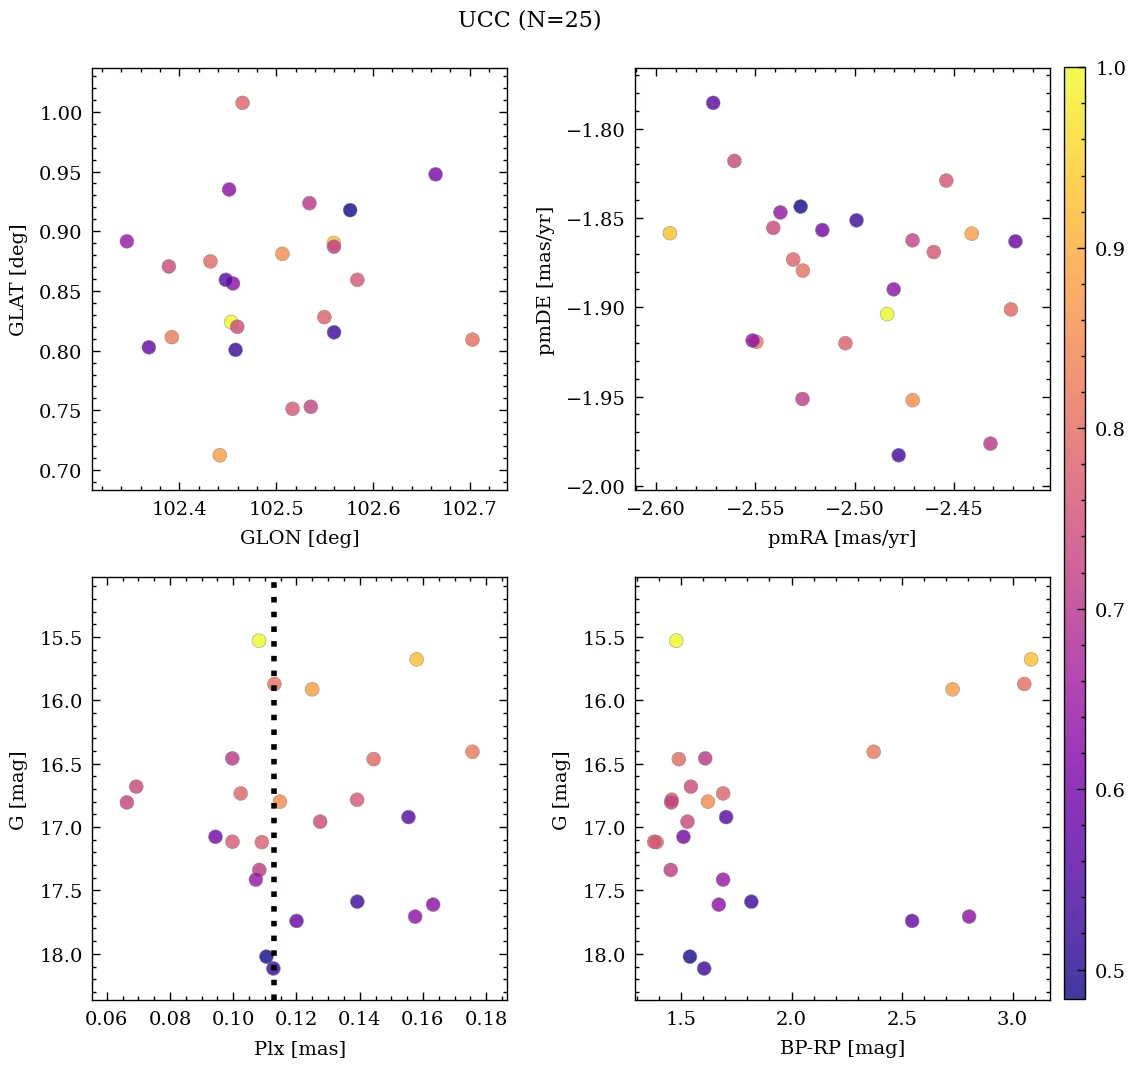 UCC (N=25)
1.00
0.95
0.90
0.85
0.80
0.75
0.70
GLAT [deg]
102.4 102.5 102.6 102.7
GLON [deg]
−1.80
−1.85
−1.90
−1.95
−2.00
pmDE [mas/yr]
−2.60 −2.55 −2.50 −2.45
pmRA [mas/yr]
1.0
0.9
0.8
0.7
0.6
0.5
15.5
16.0
16.5
17.0
17.5
18.0
G [mag]
0.06 0.08 0.10 0.12 0.14 0.16 0.18
Plx [mas]
15.5
16.0
16.5
17.0
17.5
18.0
G [mag]
1.5 2.0 2.5 3.0
BP-RP [mag]